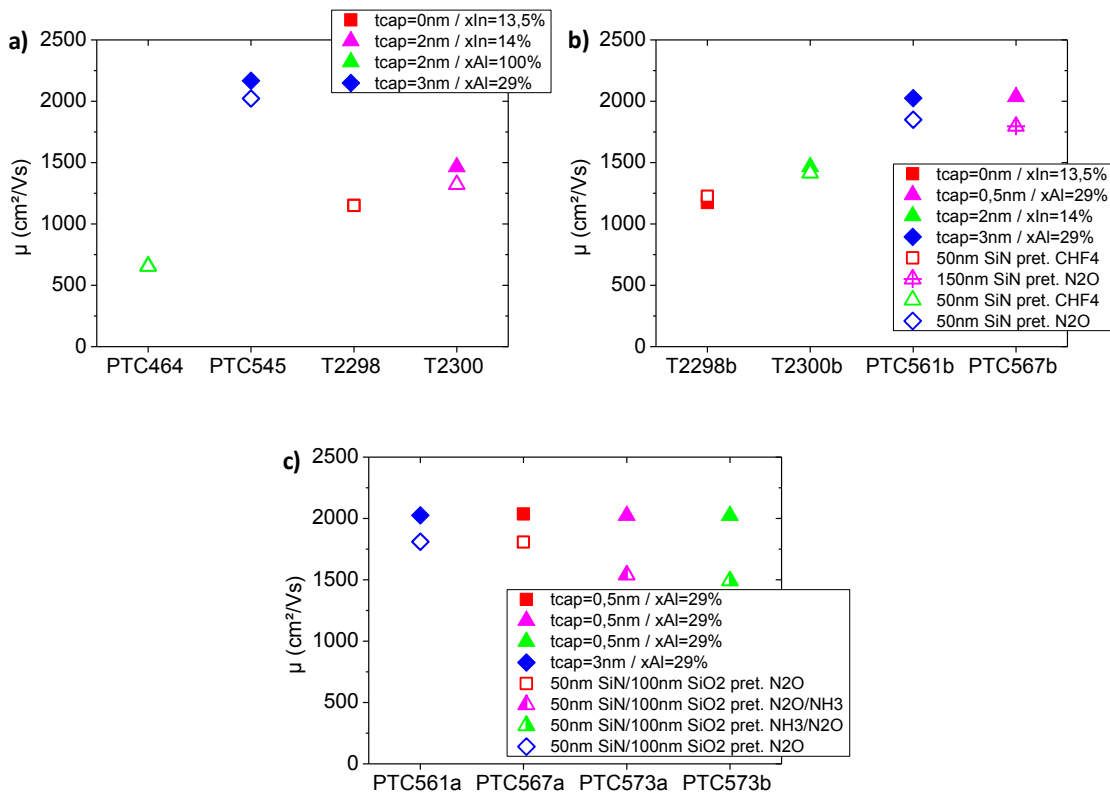 a)
tcap=0nm / xIn=13,5%
tcap=2nm / xIn=14%
tcap=2nm / xAl=100%
tcap=3nm / xAl=29%
2500
2000
1500
1000
500
0
µ (cm²/Vs)
PTC464 PTC545 T2298 T2300
b)
2500
2000
1500
1000
500
0
µ (cm²/Vs)
tcap=0nm / xIn=13,5%
tcap=0,5nm / xAl=29%
tcap=2nm / xIn=14%
tcap=3nm / xAl=29%
50nm SiN pret. CHF4
150nm SiN pret. N2O
50nm SiN pret. CHF4
50nm SiN pret. N2O
T2298b T2300b PTC561b PTC567b
c)
2500
2000
1500
1000
500
0
µ (cm²/Vs)
tcap=0,5nm / xAl=29%
tcap=0,5nm / xAl=29%
tcap=0,5nm / xAl=29%
tcap=3nm / xAl=29%
50nm SiN/100nm SiO2 pret. N2O
50nm SiN/100nm SiO2 pret. N2O/NH3
50nm SiN/100nm SiO2 pret. NH3/N2O
50nm SiN/100nm SiO2 pret. N2O
PTC561a PTC567a PTC573a PTC573b